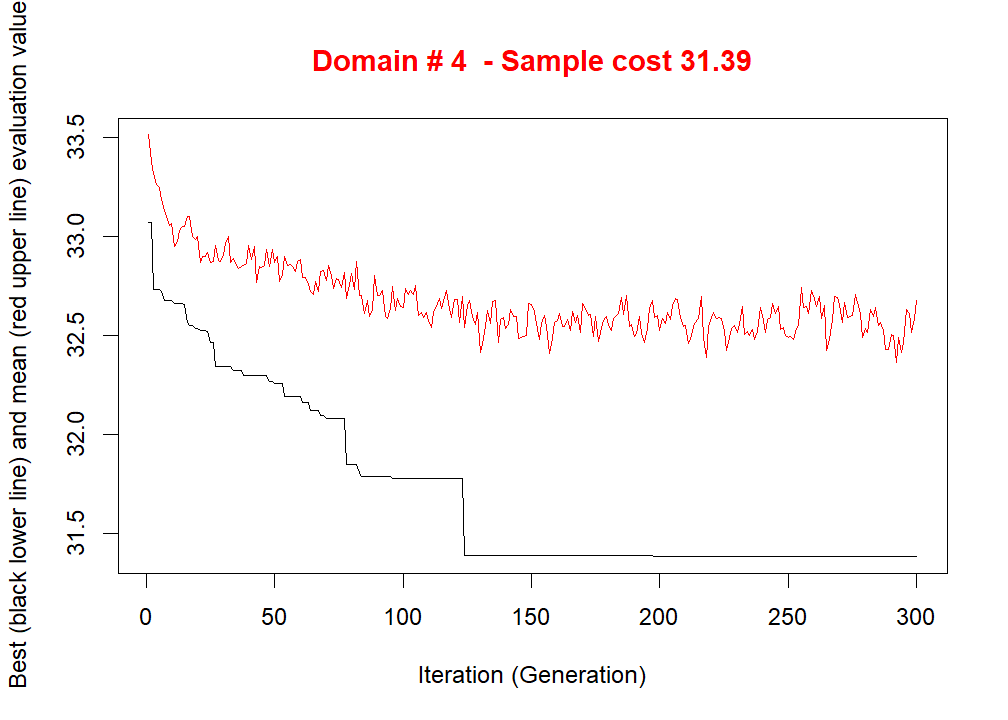 Domain # 4  - Sample cost 31.39
Best (black lower line) and mean (red upper line) evaluation value
33.5
33.0
32.5
32.0
31.5
0 50 100 150 200 250 300
Iteration (Generation)